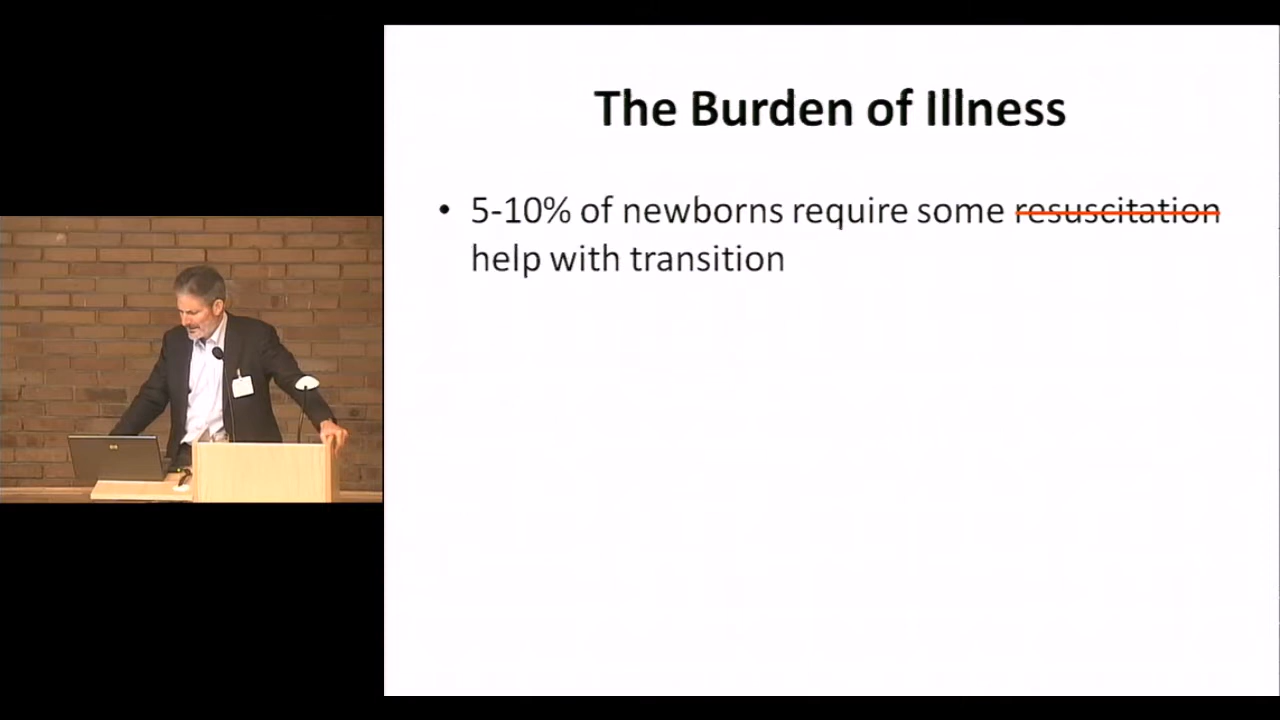 The Burden of Illness
• 5-10% of newborns require some resuscitation
help with transition